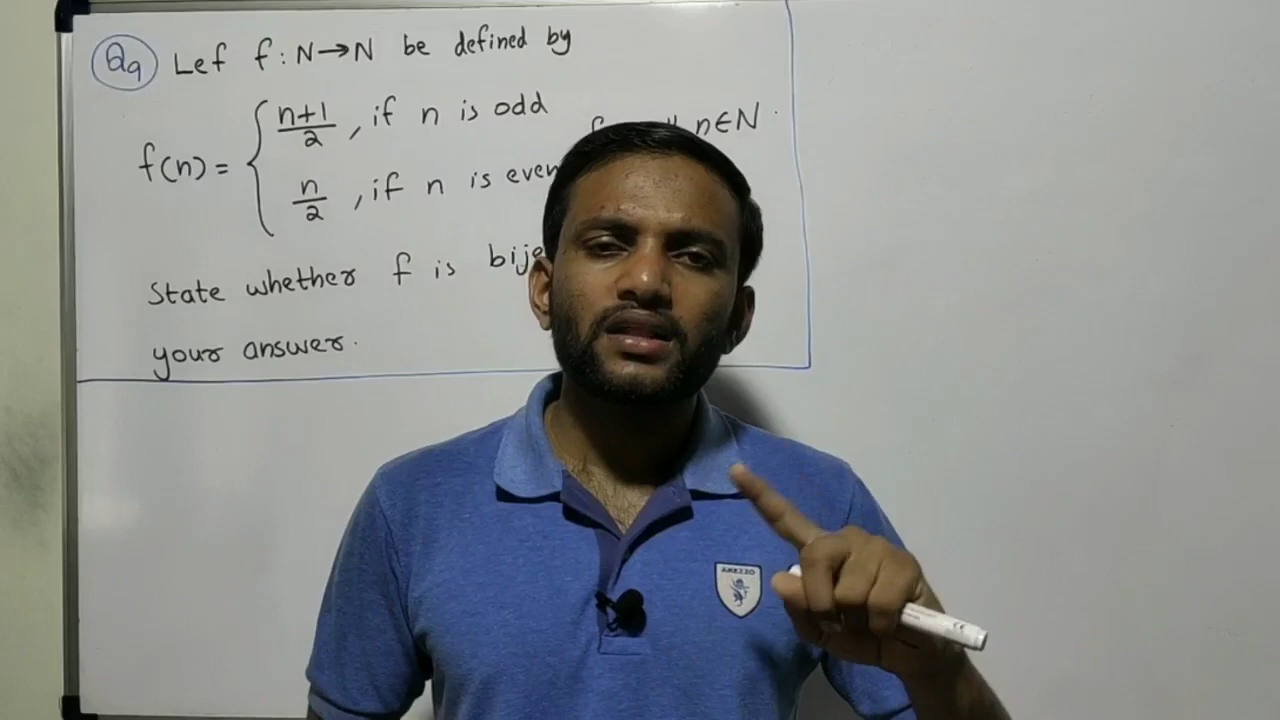 Q9 Let f : N→N be defined by
f(n) = { n+1/2 , if n is odd
n/2 , if n is even
n∈N.
State whether f is
your answer.
AREZZO